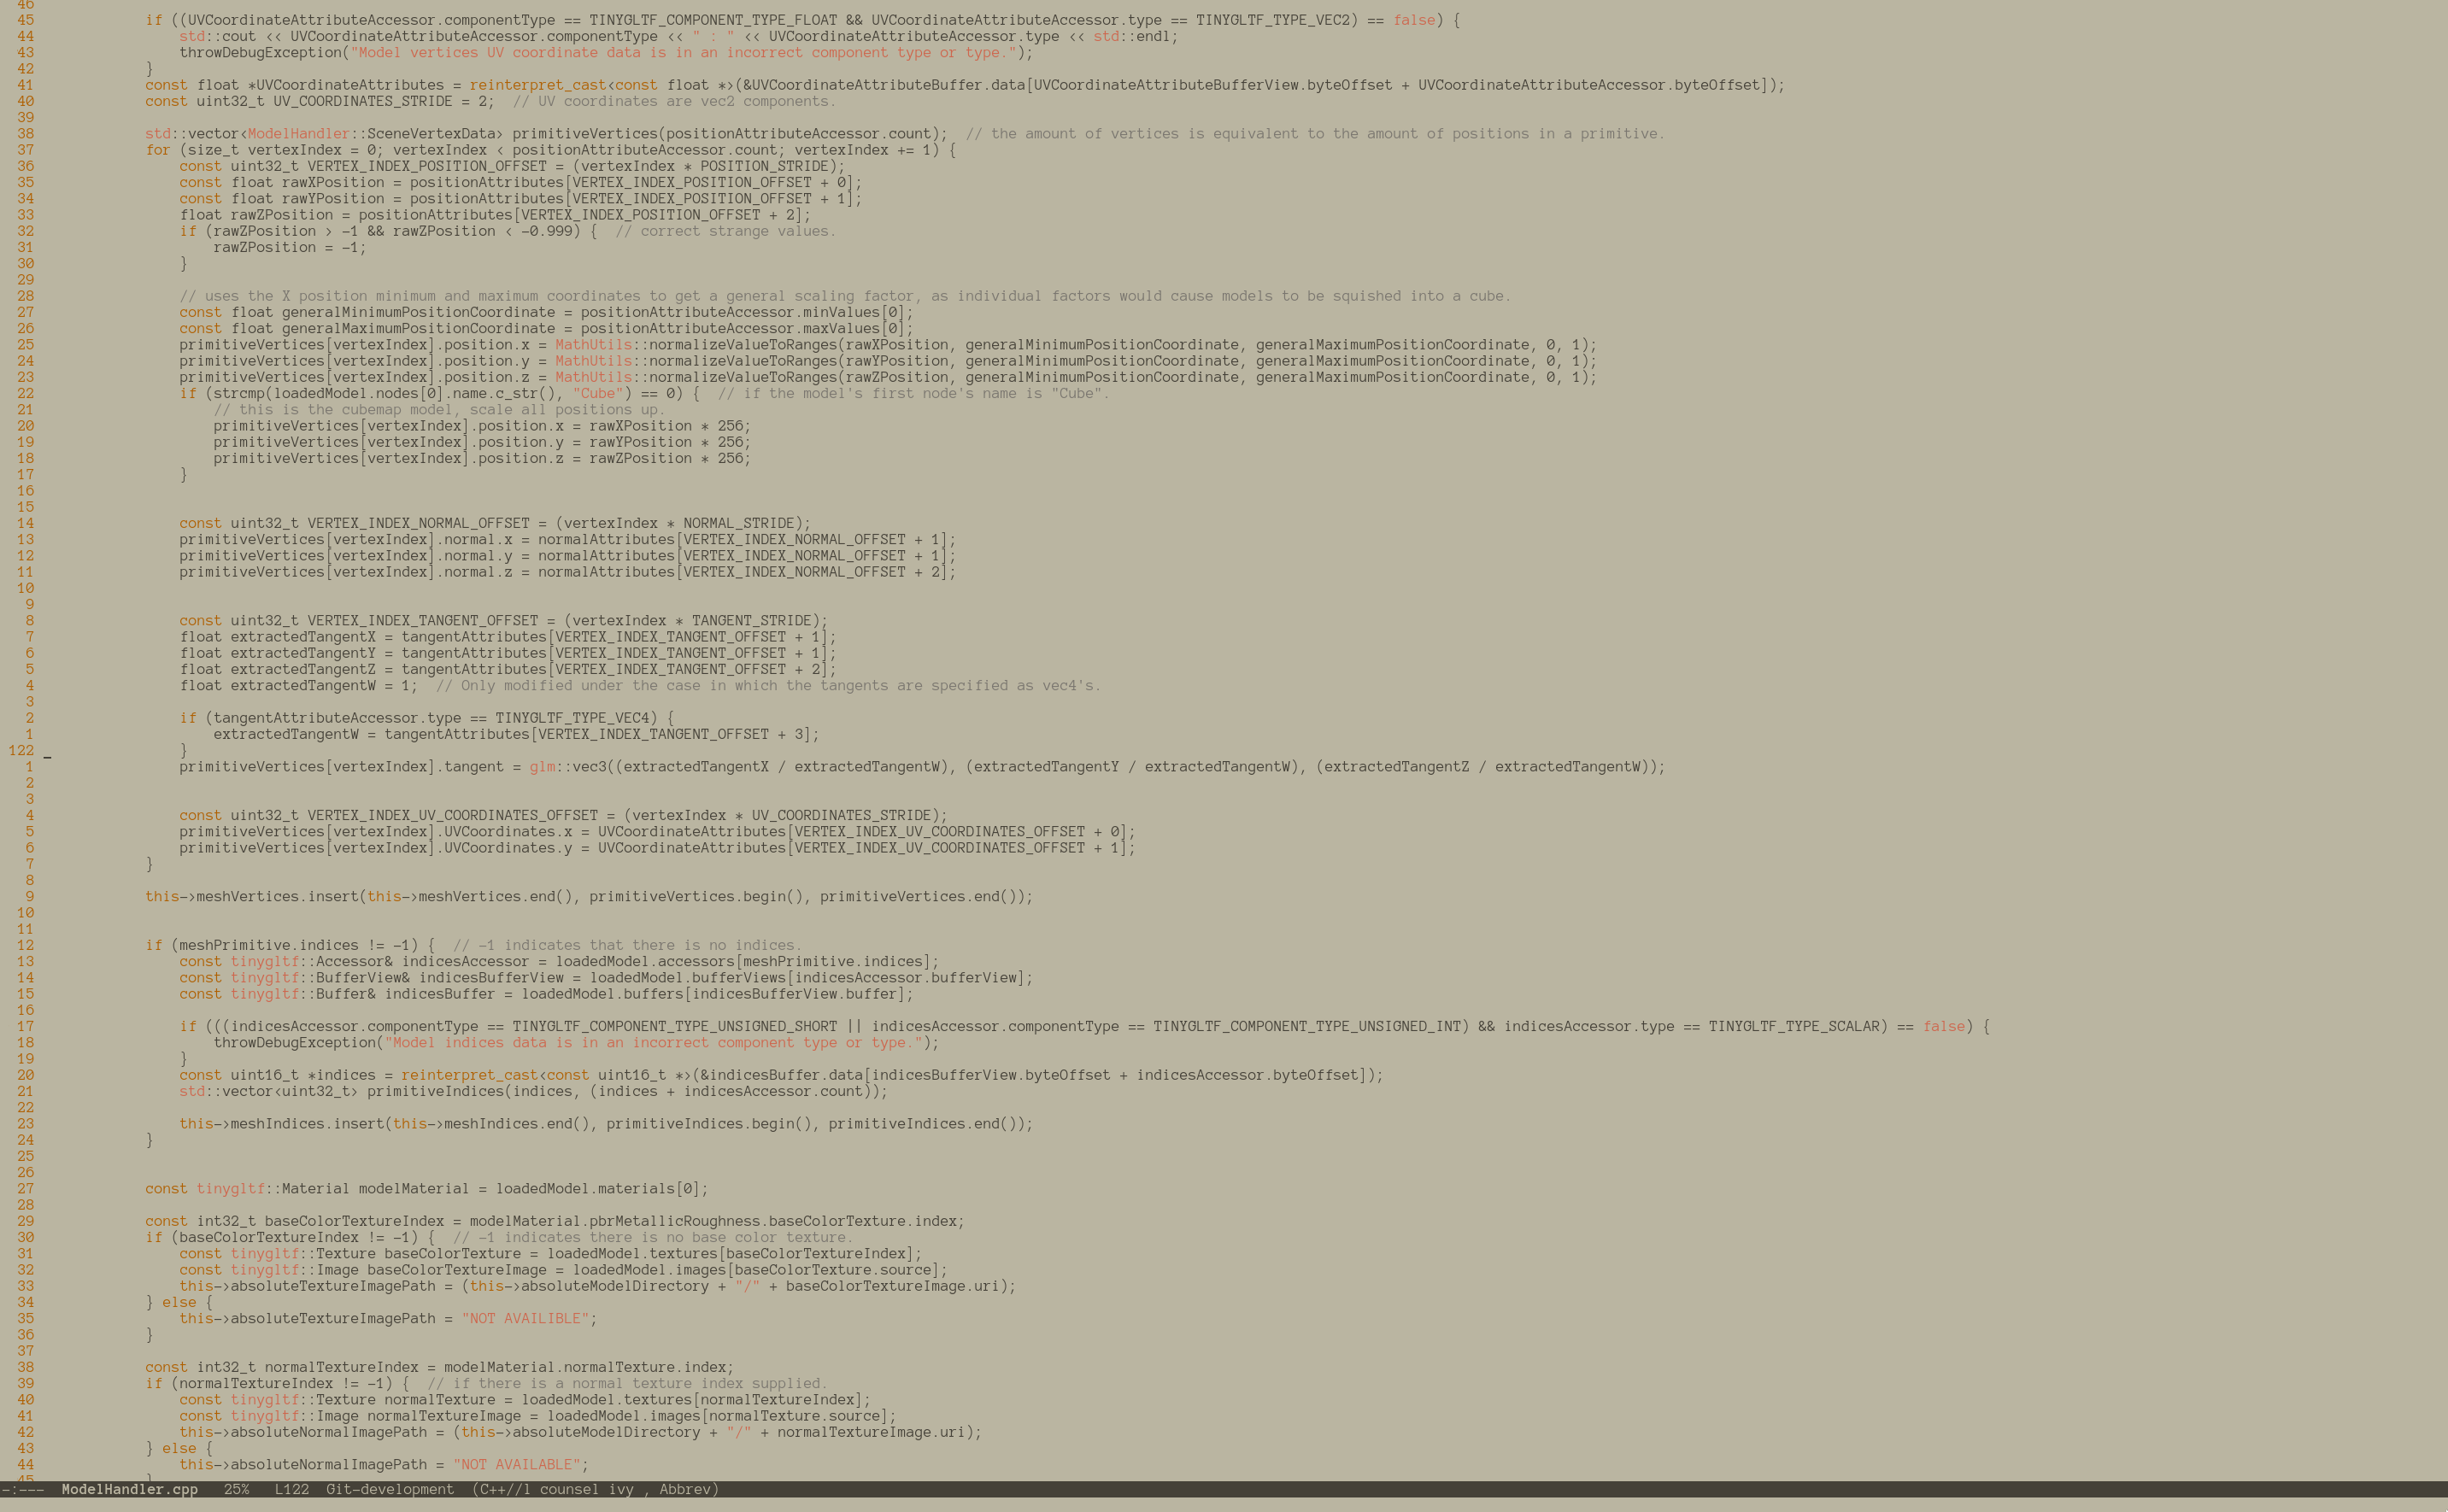 46
45 if ((UVCoordinateAttributeAccessor.componentType == TINYGLTF_COMPONENT_TYPE_FLOAT && UVCoordinateAttributeAccessor.type == TINYGLTF_TYPE_VEC2) == false) {
44 std::cout << UVCoordinateAttributeAccessor.componentType << " : " << UVCoordinateAttributeAccessor.type << std::endl;
43 throwDebugException("Model vertices UV coordinate data is in an incorrect component type or type.");
42 }
41 const float *UVCoordinateAttributes = reinterpret_cast<const float *>(&UVCoordinateAttributeBuffer.data[UVCoordinateAttributeBufferView.byteOffset + UVCoordinateAttributeAccessor.byteOffset]);
40 const uint32_t UV_COORDINATES_STRIDE = 2; // UV coordinates are vec2 components.
39
38 std::vector<ModelHandler::SceneVertexData> primitiveVertices(positionAttributeAccessor.count); // the amount of vertices is equivalent to the amount of positions in a primitive.
37 for (size_t vertexIndex = 0; vertexIndex < positionAttributeAccessor.count; vertexIndex += 1) {
36 const uint32_t VERTEX_INDEX_POSITION_OFFSET = (vertexIndex * POSITION_STRIDE);
35 const float rawXPosition = positionAttributes[VERTEX_INDEX_POSITION_OFFSET + 0];
34 const float rawYPosition = positionAttributes[VERTEX_INDEX_POSITION_OFFSET + 1];
33 float rawZPosition = positionAttributes[VERTEX_INDEX_POSITION_OFFSET + 2];
32 if (rawZPosition > -1 && rawZPosition < -0.999) { // correct strange values.
31 rawZPosition = -1;
30 }
29
28 // uses the X position minimum and maximum coordinates to get a general scaling factor, as individual factors would cause models to be squished into a cube.
27 const float generalMinimumPositionCoordinate = positionAttributeAccessor.minValues[0];
26 const float generalMaximumPositionCoordinate = positionAttributeAccessor.maxValues[0];
25 primitiveVertices[vertexIndex].position.x = MathUtils::normalizeValueToRanges(rawXPosition, generalMinimumPositionCoordinate, generalMaximumPositionCoordinate, 0, 1);
24 primitiveVertices[vertexIndex].position.y = MathUtils::normalizeValueToRanges(rawYPosition, generalMinimumPositionCoordinate, generalMaximumPositionCoordinate, 0, 1);
23 primitiveVertices[vertexIndex].position.z = MathUtils::normalizeValueToRanges(rawZPosition, generalMinimumPositionCoordinate, generalMaximumPositionCoordinate, 0, 1);
22 if (strcmp(loadedModel.nodes[0].name.c_str(), "Cube") == 0) { // if the model's first node's name is "Cube".
21 // this is the cubemap model, scale all positions up.
20 primitiveVertices[vertexIndex].position.x = rawXPosition * 256;
19 primitiveVertices[vertexIndex].position.y = rawYPosition * 256;
18 primitiveVertices[vertexIndex].position.z = rawZPosition * 256;
17 }
16
15
14 const uint32_t VERTEX_INDEX_NORMAL_OFFSET = (vertexIndex * NORMAL_STRIDE);
13 primitiveVertices[vertexIndex].normal.x = normalAttributes[VERTEX_INDEX_NORMAL_OFFSET + 1];
12 primitiveVertices[vertexIndex].normal.y = normalAttributes[VERTEX_INDEX_NORMAL_OFFSET + 1];
11 primitiveVertices[vertexIndex].normal.z = normalAttributes[VERTEX_INDEX_NORMAL_OFFSET + 2];
10
9
8 const uint32_t VERTEX_INDEX_TANGENT_OFFSET = (vertexIndex * TANGENT_STRIDE);
7 float extractedTangentX = tangentAttributes[VERTEX_INDEX_TANGENT_OFFSET + 1];
6 float extractedTangentY = tangentAttributes[VERTEX_INDEX_TANGENT_OFFSET + 1];
5 float extractedTangentZ = tangentAttributes[VERTEX_INDEX_TANGENT_OFFSET + 2];
4 float extractedTangentW = 1; // Only modified under the case in which the tangents are specified as vec4's.
3
2 if (tangentAttributeAccessor.type == TINYGLTF_TYPE_VEC4) {
1 extractedTangentW = tangentAttributes[VERTEX_INDEX_TANGENT_OFFSET + 3];
122 }
1 primitiveVertices[vertexIndex].tangent = glm::vec3((extractedTangentX / extractedTangentW), (extractedTangentY / extractedTangentW), (extractedTangentZ / extractedTangentW));
2
3
4 const uint32_t VERTEX_INDEX_UV_COORDINATES_OFFSET = (vertexIndex * UV_COORDINATES_STRIDE);
5 primitiveVertices[vertexIndex].UVCoordinates.x = UVCoordinateAttributes[VERTEX_INDEX_UV_COORDINATES_OFFSET + 0];
6 primitiveVertices[vertexIndex].UVCoordinates.y = UVCoordinateAttributes[VERTEX_INDEX_UV_COORDINATES_OFFSET + 1];
7 }
8
9 this->meshVertices.insert(this->meshVertices.end(), primitiveVertices.begin(), primitiveVertices.end());
10
11
12 if (meshPrimitive.indices != -1) { // -1 indicates that there is no indices.
13 const tinygltf::Accessor& indicesAccessor = loadedModel.accessors[meshPrimitive.indices];
14 const tinygltf::BufferView& indicesBufferView = loadedModel.bufferViews[indicesAccessor.bufferView];
15 const tinygltf::Buffer& indicesBuffer = loadedModel.buffers[indicesBufferView.buffer];
16
17 if (((indicesAccessor.componentType == TINYGLTF_COMPONENT_TYPE_UNSIGNED_SHORT || indicesAccessor.componentType == TINYGLTF_COMPONENT_TYPE_UNSIGNED_INT) && indicesAccessor.type == TINYGLTF_TYPE_SCALAR) == false) {
18 throwDebugException("Model indices data is in an incorrect component type or type.");
19 }
20 const uint16_t *indices = reinterpret_cast<const uint16_t *>(&indicesBuffer.data[indicesBufferView.byteOffset + indicesAccessor.byteOffset]);
21 std::vector<uint32_t> primitiveIndices(indices, (indices + indicesAccessor.count));
22
23 this->meshIndices.insert(this->meshIndices.end(), primitiveIndices.begin(), primitiveIndices.end());
24 }
25
26
27 const tinygltf::Material modelMaterial = loadedModel.materials[0];
28
29 const int32_t baseColorTextureIndex = modelMaterial.pbrMetallicRoughness.baseColorTexture.index;
30 if (baseColorTextureIndex != -1) { // -1 indicates there is no base color texture.
31 const tinygltf::Texture baseColorTexture = loadedModel.textures[baseColorTextureIndex];
32 const tinygltf::Image baseColorTextureImage = loadedModel.images[baseColorTexture.source];
33 this->absoluteTextureImagePath = (this->absoluteModelDirectory + "/" + baseColorTextureImage.uri);
34 } else {
35 this->absoluteTextureImagePath = "NOT AVAILIBLE";
36 }
37
38 const int32_t normalTextureIndex = modelMaterial.normalTexture.index;
39 if (normalTextureIndex != -1) { // if there is a normal texture index supplied.
40 const tinygltf::Texture normalTexture = loadedModel.textures[normalTextureIndex];
41 const tinygltf::Image normalTextureImage = loadedModel.images[normalTexture.source];
42 this->absoluteNormalImagePath = (this->absoluteModelDirectory + "/" + normalTextureImage.uri);
43 } else {
44 this->absoluteNormalImagePath = "NOT AVAILABLE";
45 }
-:--- ModelHandler.cpp 25% L122 Git-development (C++//l counsel ivy , Abbrev)